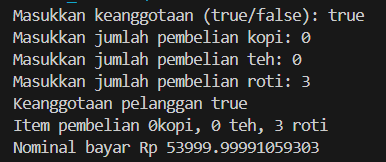 Masukkan keanggotaan (true/false): true
Masukkan jumlah pembelian kopi: 0
Masukkan jumlah pembelian teh: 0
Masukkan jumlah pembelian roti: 3
Keanggotaan pelanggan true
Item pembelian 0kopi, 0 teh, 3 roti
Nominal bayar Rp 53999.99991059303